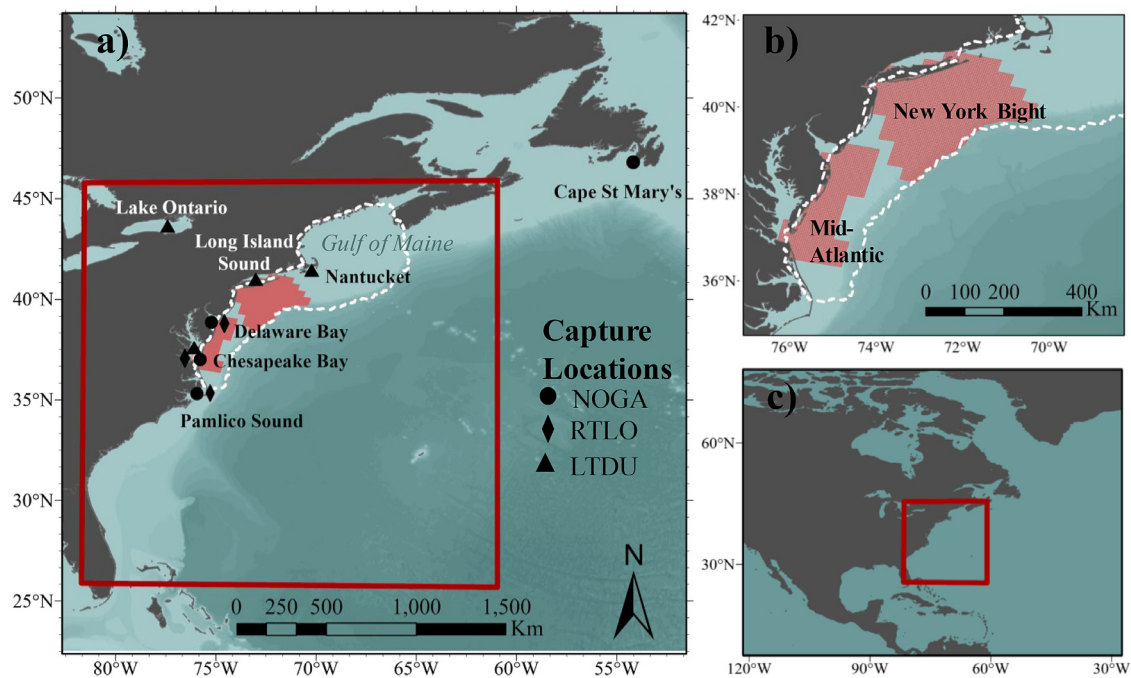 a)
50°N
45°N
40°N
35°N
30°N
25°N
80°W
75°W
70°W
65°W
60°W
55°W
Cape St Mary's
Lake Ontario
Long Island
Sound
Gulf of Maine
Nantucket
Delaware Bay
Chesapeake Bay
Pamlico Sound
Capture
Locations
NOGA
RTLO
LTDU
N
0 250 500 1,000 1,500
Km
b)
42°N
40°N
38°N
36°N
New York Bight
Mid-
Atlantic
0 100 200 400
Km
76°W
74°W
72°W
70°W
c)
60°N
30°N
120°W
90°W
60°W
30°W